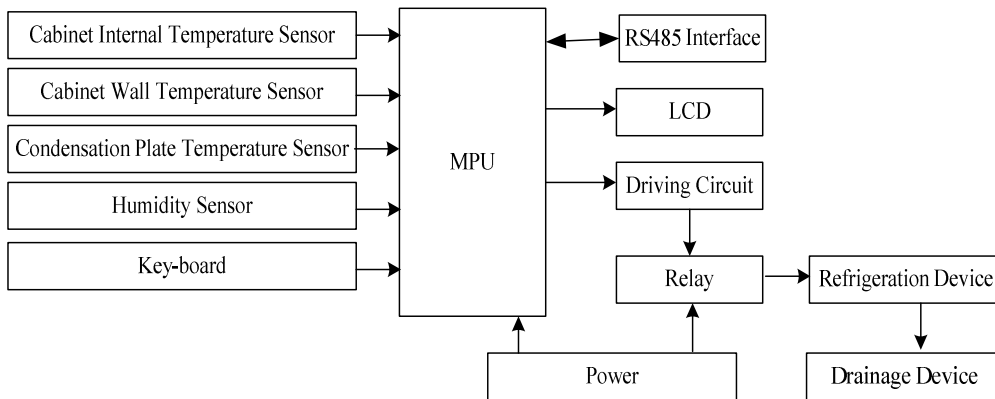 Cabinet Internal Temperature Sensor
Cabinet Wall Temperature Sensor
Condensation Plate Temperature Sensor
Humidity Sensor
Key-board
MPU
RS485 Interface
LCD
Driving Circuit
Relay
Refrigeration Device
Power
Drainage Device